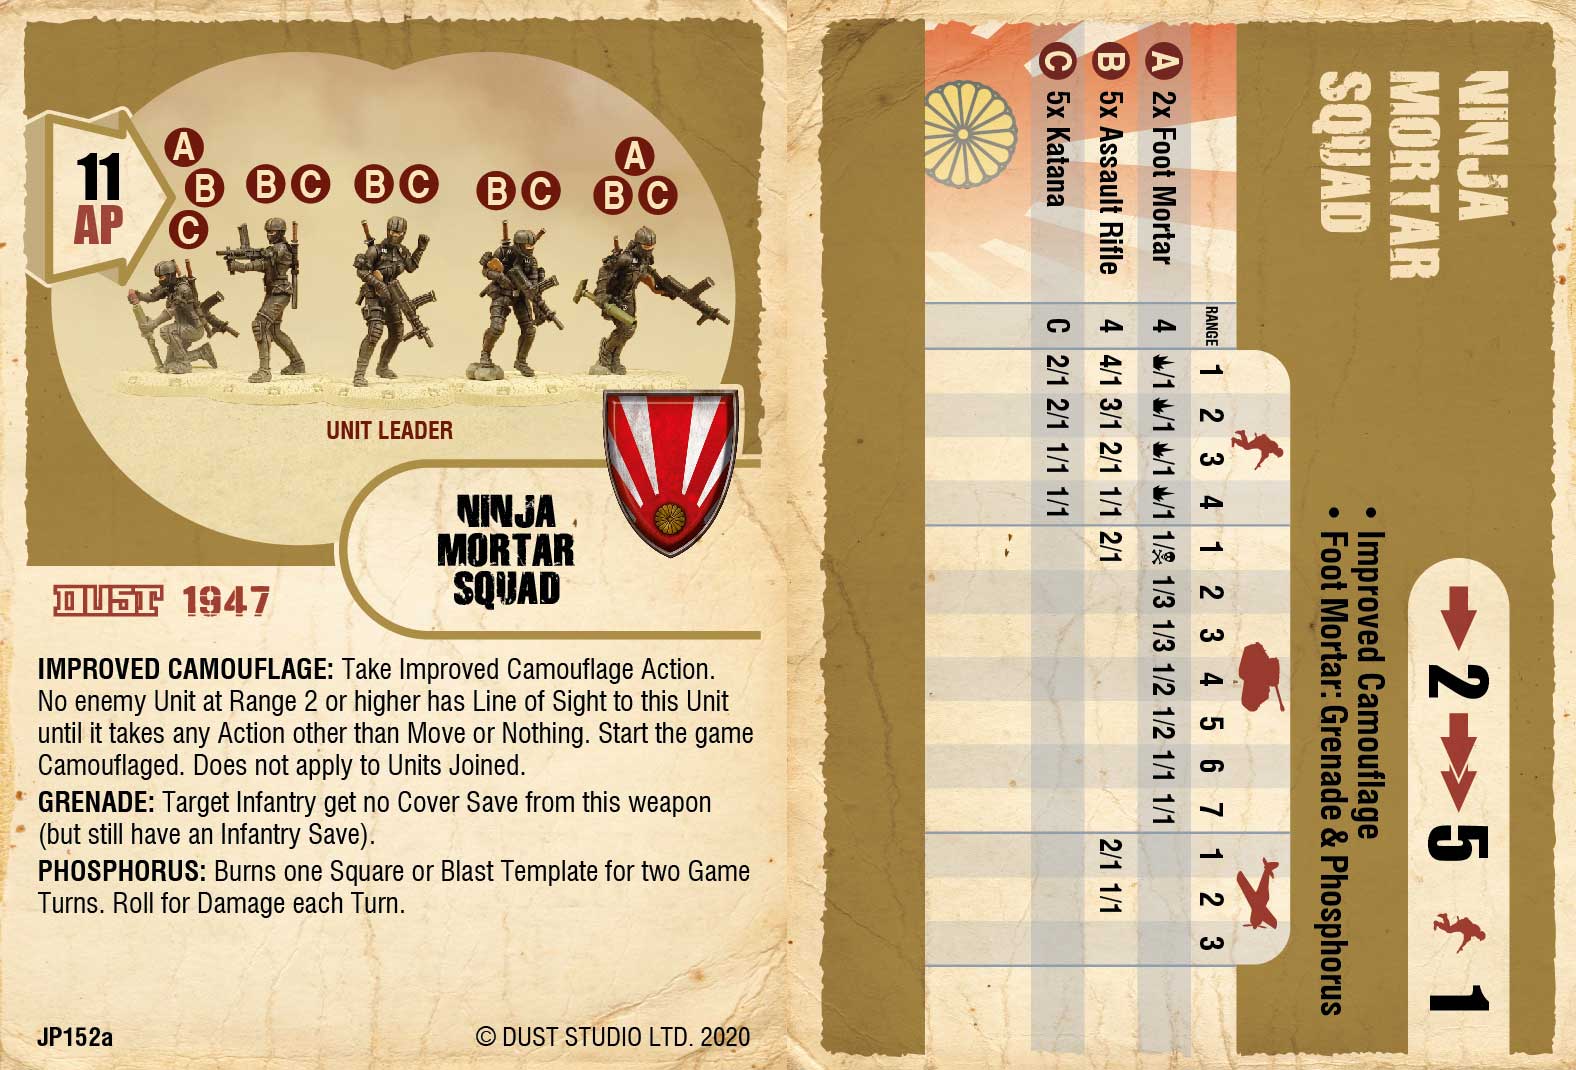 11
AP
A
B
C
B C
B C
B C
A
B C
UNIT LEADER
NINJA
MORTAR
SQUAD
DUST 1947
IMPROVED CAMOUFLAGE: Take Improved Camouflage Action.
No enemy Unit at Range 2 or higher has Line of Sight to this Unit
until it takes any Action other than Move or Nothing. Start the game
Camouflaged. Does not apply to Units Joined.
GRENADE: Target Infantry get no Cover Save from this weapon
(but still have an Infantry Save).
PHOSPHORUS: Burns one Square or Blast Template for two Game
Turns. Roll for Damage each Turn.
JP152a
© DUST STUDIO LTD. 2020
NINJA
MORTAR
SQUAD
2 5 1
• Improved Camouflage
• Foot Mortar: Grenade & Phosphorus
RANGE 1 2 3 4 1 2 3 4 5 6 7 1 2 3
A 2x Foot Mortar 4 /1 /1 /1 /1 1/ 1/3 1/3 1/2 1/2 1/1 1/1
B 5x Assault Rifle 4 4/1 3/1 2/1 1/1 2/1 2/1 1/1
C 5x Katana C 2/1 2/1 1/1 1/1